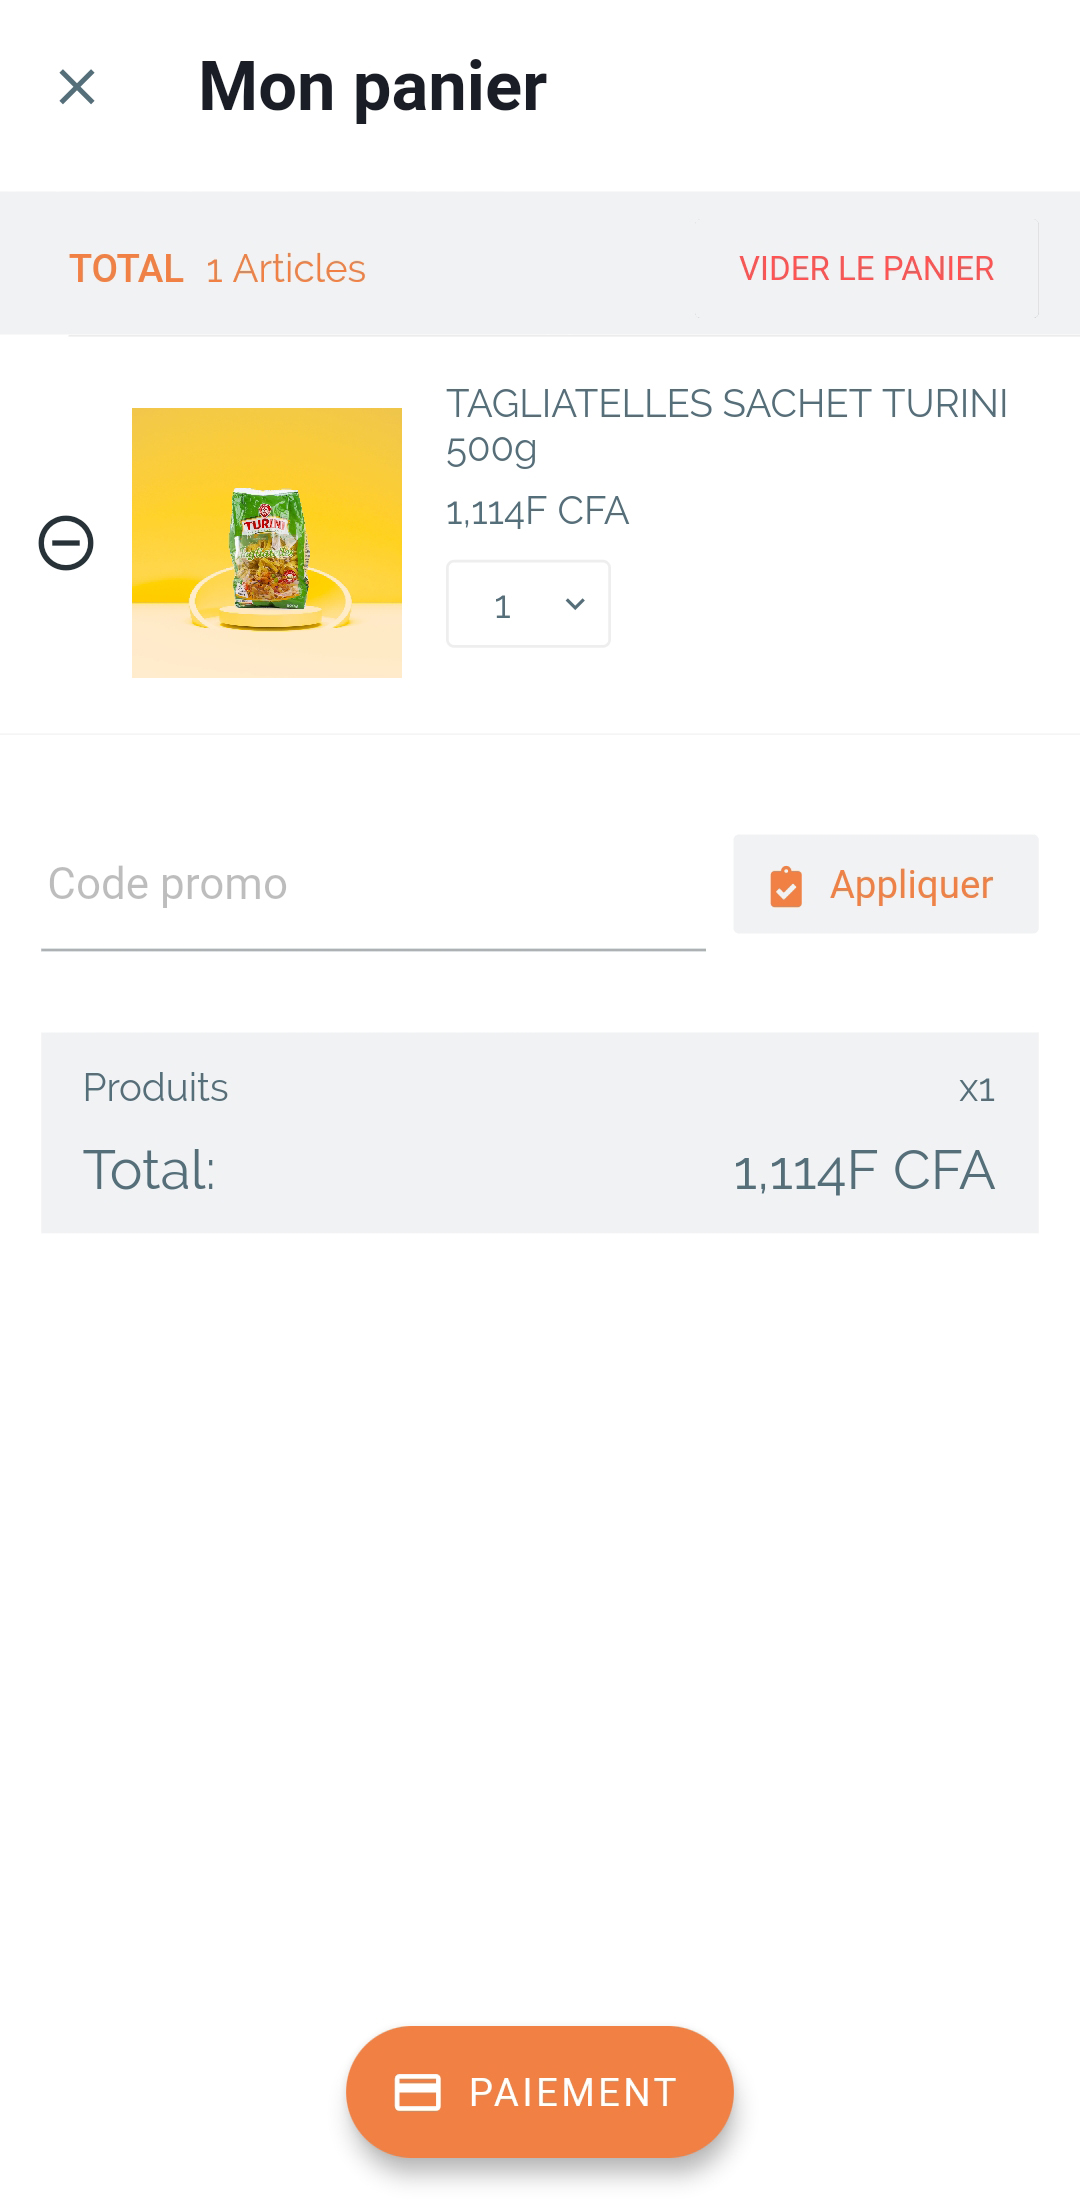 Mon panier
TOTAL 1 Articles
VIDER LE PANIER
TAGLIATELLES SACHET TURINI
500g
TURINI
1,114F CFA
1
Code promo
Appliquer
Produits x1
Total: 1,114F CFA
PAIEMENT